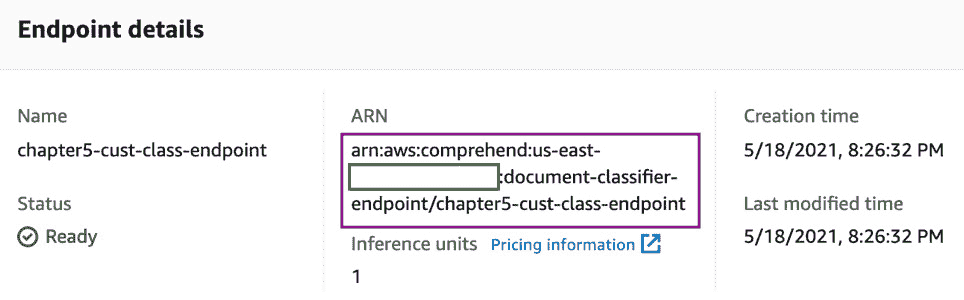 Endpoint details
Name
chapter5-cust-class-endpoint
Status
Ready
ARN
arn:aws:comprehend:us-east-
:document-classifier-
endpoint/chapter5-cust-class-endpoint
Inference units Pricing information
1
Creation time
5/18/2021, 8:26:32 PM
Last modified time
5/18/2021, 8:26:32 PM